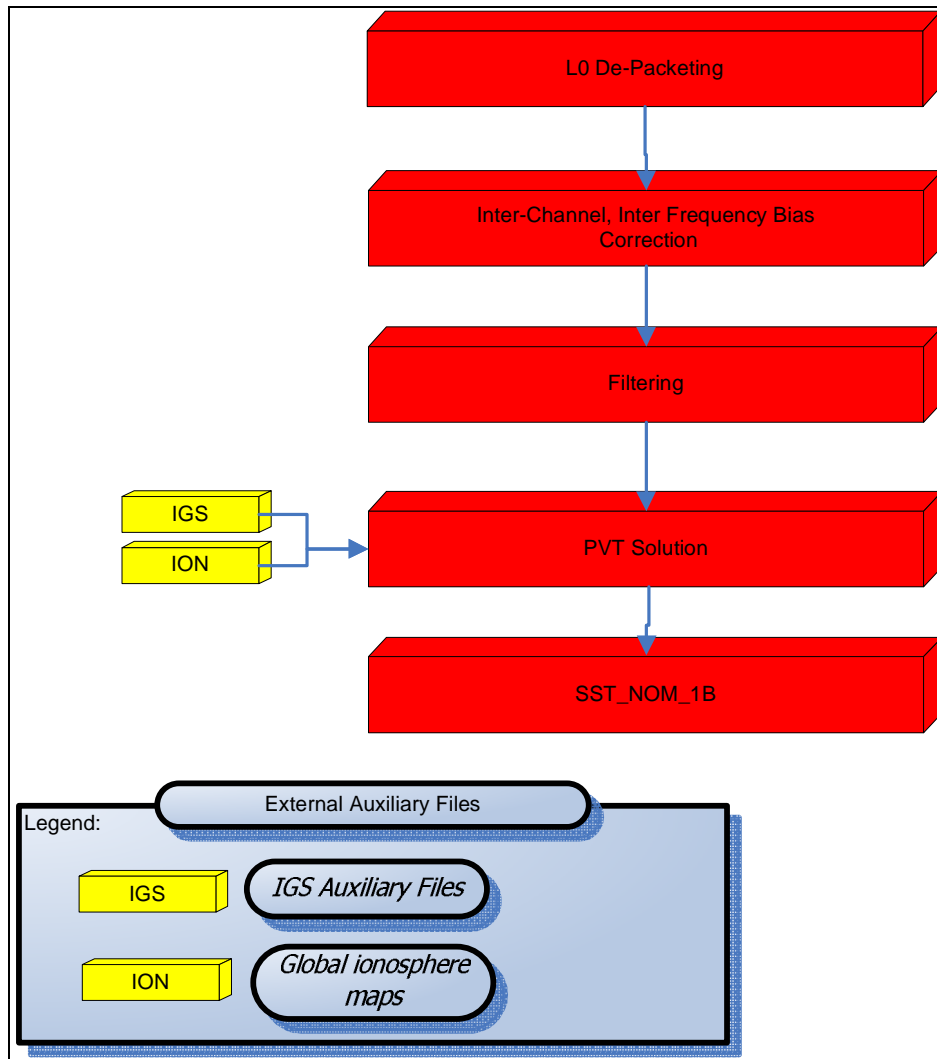 L0 De-Packeting
Inter-Channel, Inter Frequency Bias
Correction
Filtering
IGS
ION
PVT Solution
SST_NOM_1B
External Auxiliary Files
Legend:
IGS
IGS Auxiliary Files
ION
Global ionosphere
maps